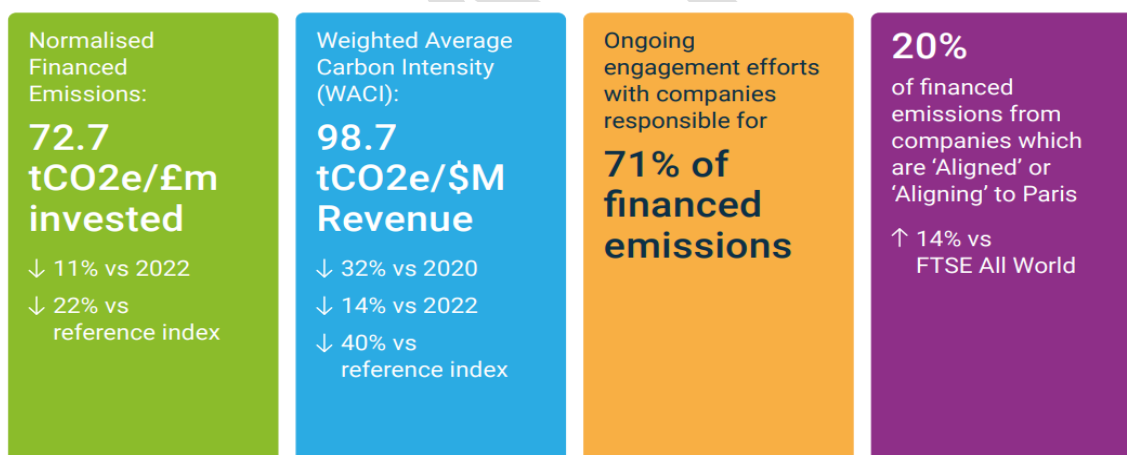 Normalised
Financed
Emissions:
72.7
tCO2e/£m
invested
↓ 11% vs 2022
↓ 22% vs
reference index
Weighted Average
Carbon Intensity
(WACI):
98.7
tCO2e/$M
Revenue
↓ 32% vs 2020
↓ 14% vs 2022
↓ 40% vs
reference index
Ongoing
engagement efforts
with companies
responsible for
71% of
financed
emissions
20%
of financed
emissions from
companies which
are ‘Aligned’ or
‘Aligning’ to Paris
↑ 14% vs
FTSE All World